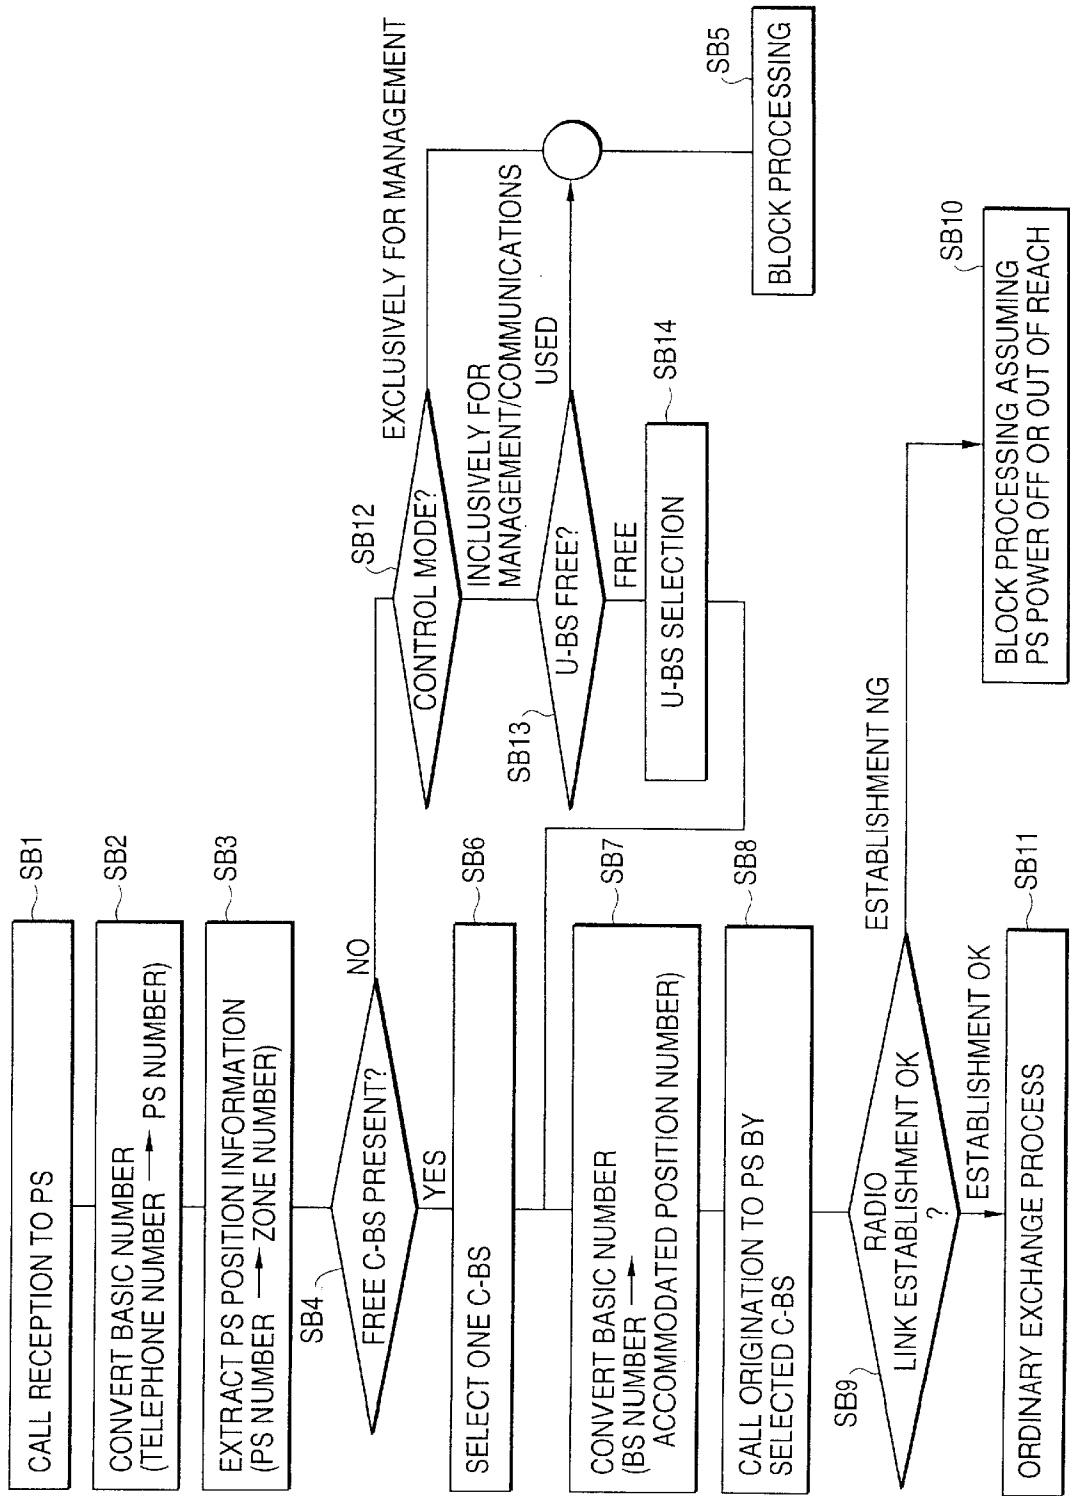 CALL RECEPTION TO PS
SB1
CONVERT BASIC NUMBER
(TELEPHONE NUMBER → PS NUMBER)
SB2
EXTRACT PS POSITION INFORMATION
(PS NUMBER → ZONE NUMBER)
SB3
FREE C-BS PRESENT?
SB4
NO
YES
CONTROL MODE?
SB12
EXCLUSIVELY FOR MANAGEMENT
INCLUSIVELY FOR
MANAGEMENT/COMMUNICATIONS
U-BS FREE?
SB13
USED
FREE
U-BS SELECTION
SB14
BLOCK PROCESSING
SB5
SELECT ONE C-BS
SB6
CONVERT BASIC NUMBER
(BS NUMBER →
ACCOMMODATED POSITION NUMBER)
SB7
CALL ORIGINATION TO PS BY
SELECTED C-BS
SB8
RADIO
LINK ESTABLISHMENT OK
?
SB9
ESTABLISHMENT NG
ESTABLISHMENT OK
BLOCK PROCESSING ASSUMING
PS POWER OFF OR OUT OF REACH
SB10
ORDINARY EXCHANGE PROCESS
SB11